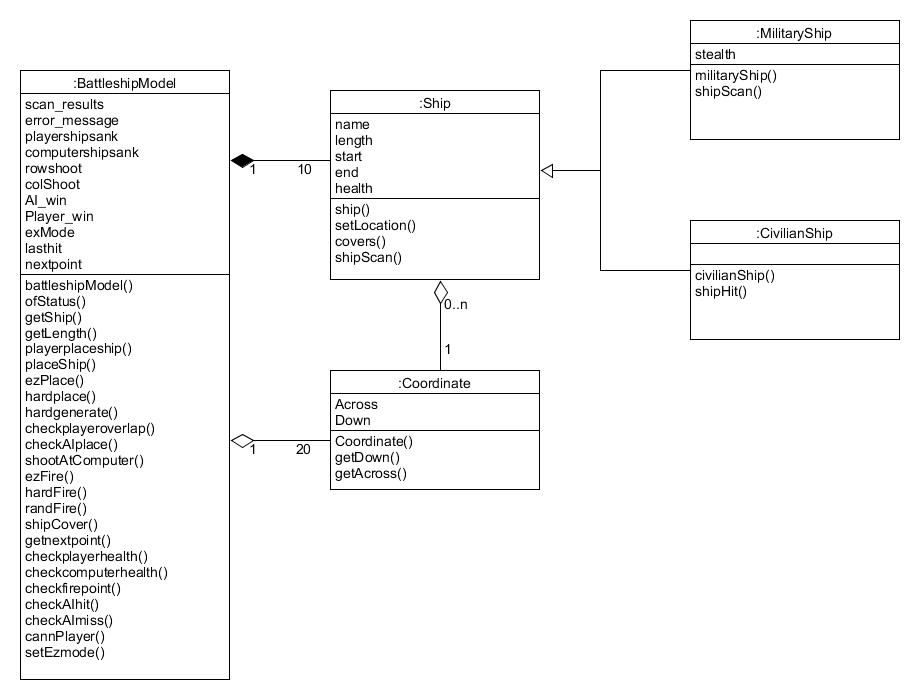 :BattleshipModel
scan_results
error_message
playershipsank
computershipsank
rowshoot
colShoot
AI_win
Player_win
exMode
lasthit
nextpoint
battleshipModel()
ofStatus()
getShip()
getLength()
playerplaceship()
placeShip()
ezPlace()
hardplace()
hardgenerate()
checkplayeroverlap()
checkAIplace()
shootAtComputer()
ezFire()
hardFire()
randFire()
shipCover()
getnextpoint()
checkplayerhealth()
checkcomputerhealth()
checkfirepoint()
checkAIhit()
checkAImiss()
cannPlayer()
setEzmode()
1
10
:Ship
name
length
start
end
health
ship()
setLocation()
covers()
shipScan()
0..n
1
:Coordinate
Across
Down
Coordinate()
getDown()
getAcross()
1
20
:MilitaryShip
stealth
militaryShip()
shipScan()
:CivilianShip
civilianShip()
shipHit()